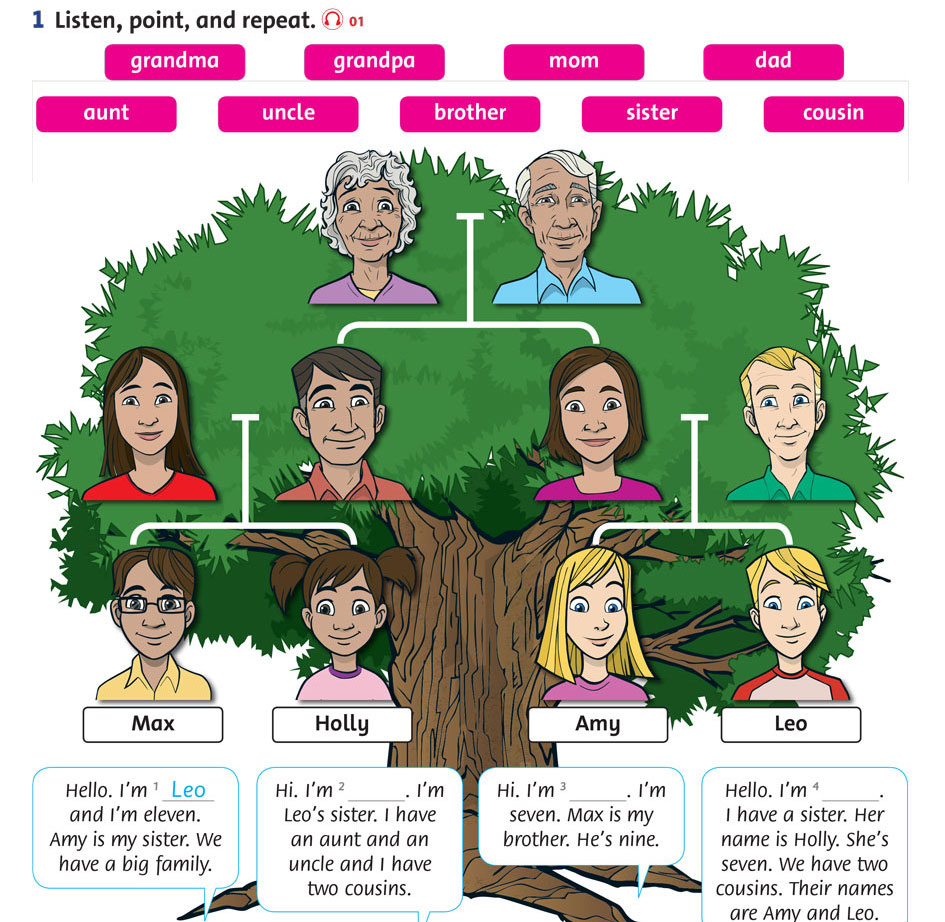 1 Listen, point, and repeat. 01
grandma grandpa mom dad
aunt uncle brother sister cousin
Max Holly Amy Leo
Hello. I'm ¹ Leo
and I'm eleven.
Amy is my sister. We
have a big family.
Hi. I'm ² ______. I'm
Leo's sister. I have
an aunt and an
uncle and I have
two cousins.
Hi. I'm ³ ______. I'm
seven. Max is my
brother. He's nine.
Hello. I'm ⁴ ______.
I have a sister. Her
name is Holly. She's
seven. We have two
cousins. Their names
are Amy and Leo.